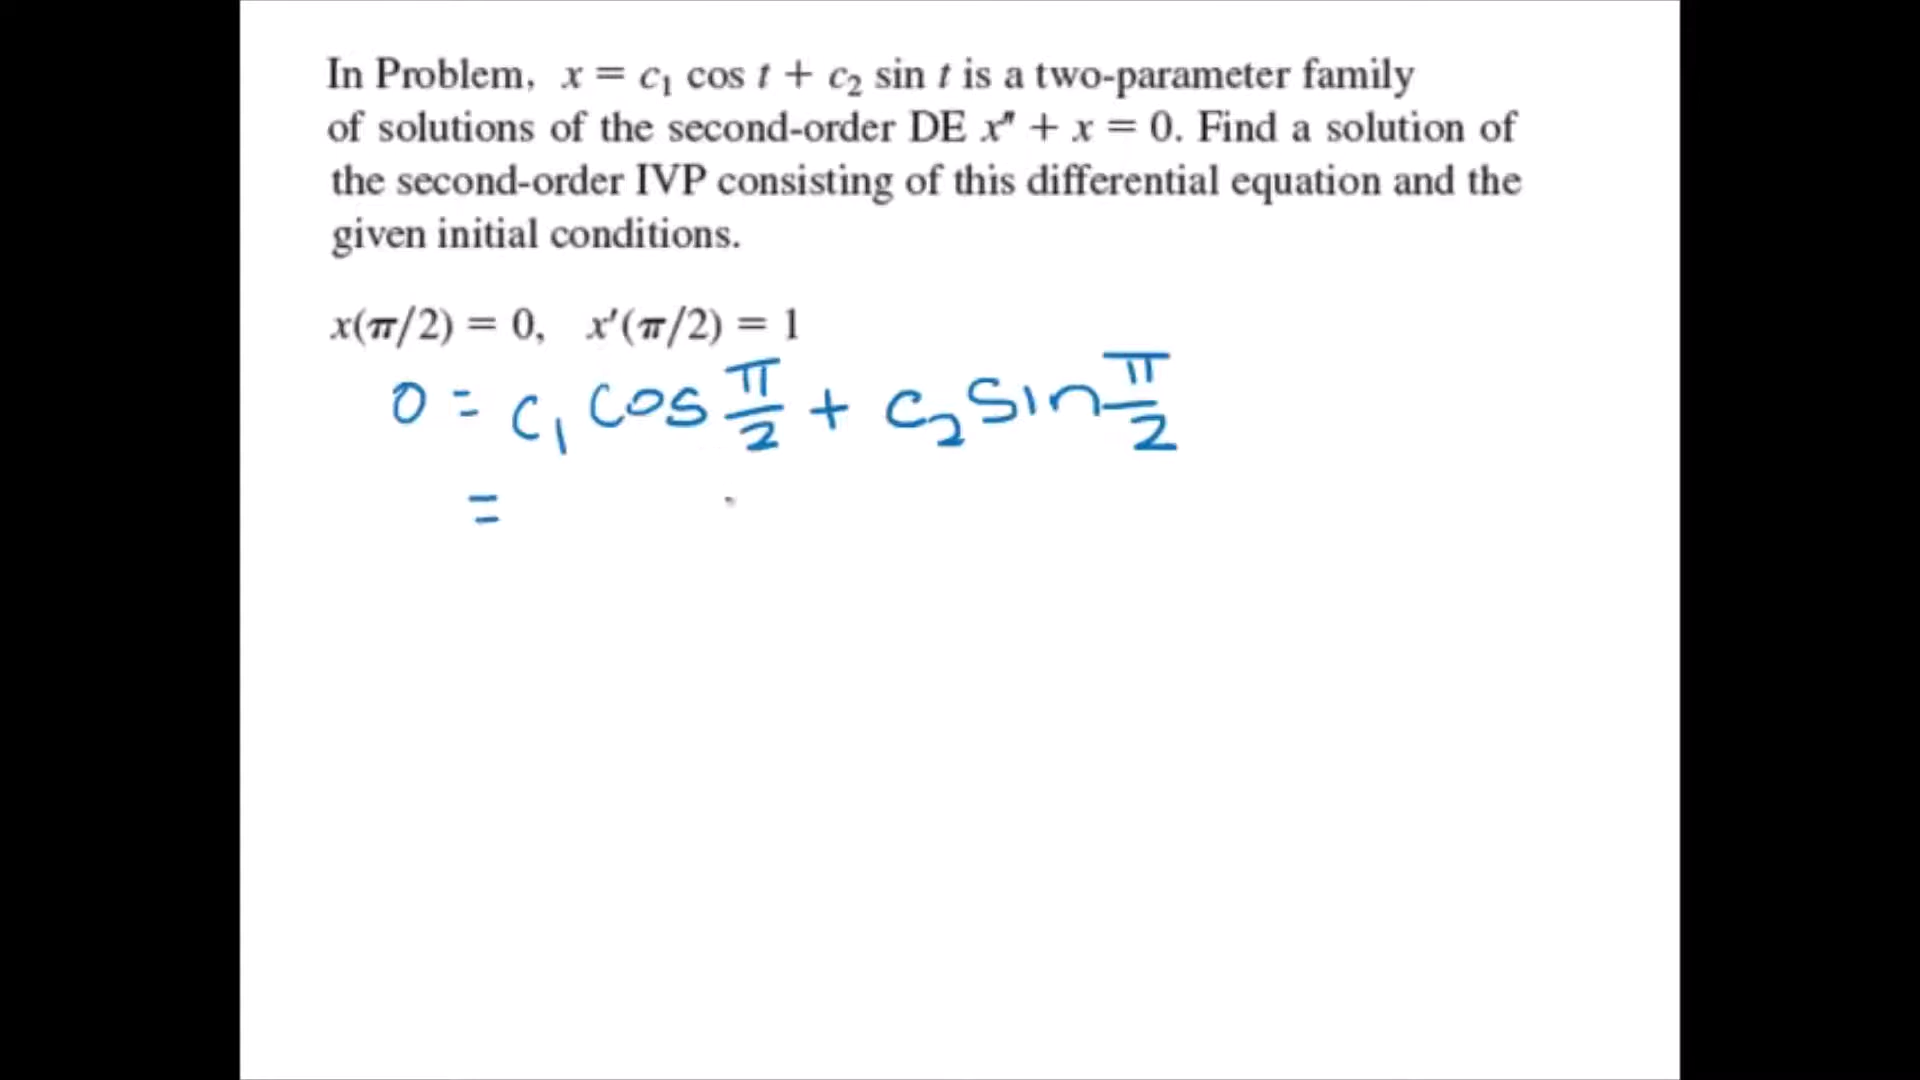 In Problem, x = c₁ cos t + c₂ sin t is a two-parameter family
of solutions of the second-order DE x″ + x = 0. Find a solution of
the second-order IVP consisting of this differential equation and the
given initial conditions.
x(π/2) = 0, x′(π/2) = 1
0 = c₁ cos π/2 + c₂ sin π/2
=